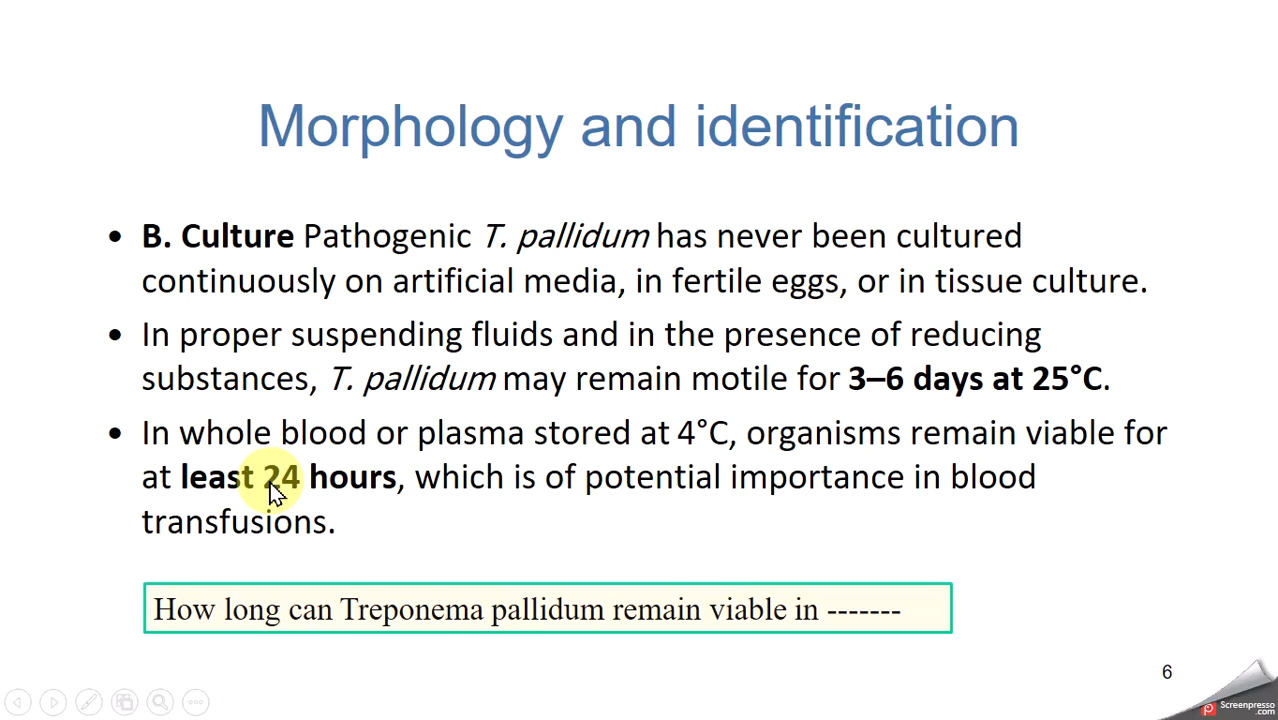 Morphology and identification
• B. Culture Pathogenic T. pallidum has never been cultured
continuously on artificial media, in fertile eggs, or in tissue culture.
• In proper suspending fluids and in the presence of reducing
substances, T. pallidum may remain motile for 3–6 days at 25°C.
• In whole blood or plasma stored at 4°C, organisms remain viable for
at least 24 hours, which is of potential importance in blood
transfusions.
How long can Treponema pallidum remain viable in -------
6
Screenpresso
.com